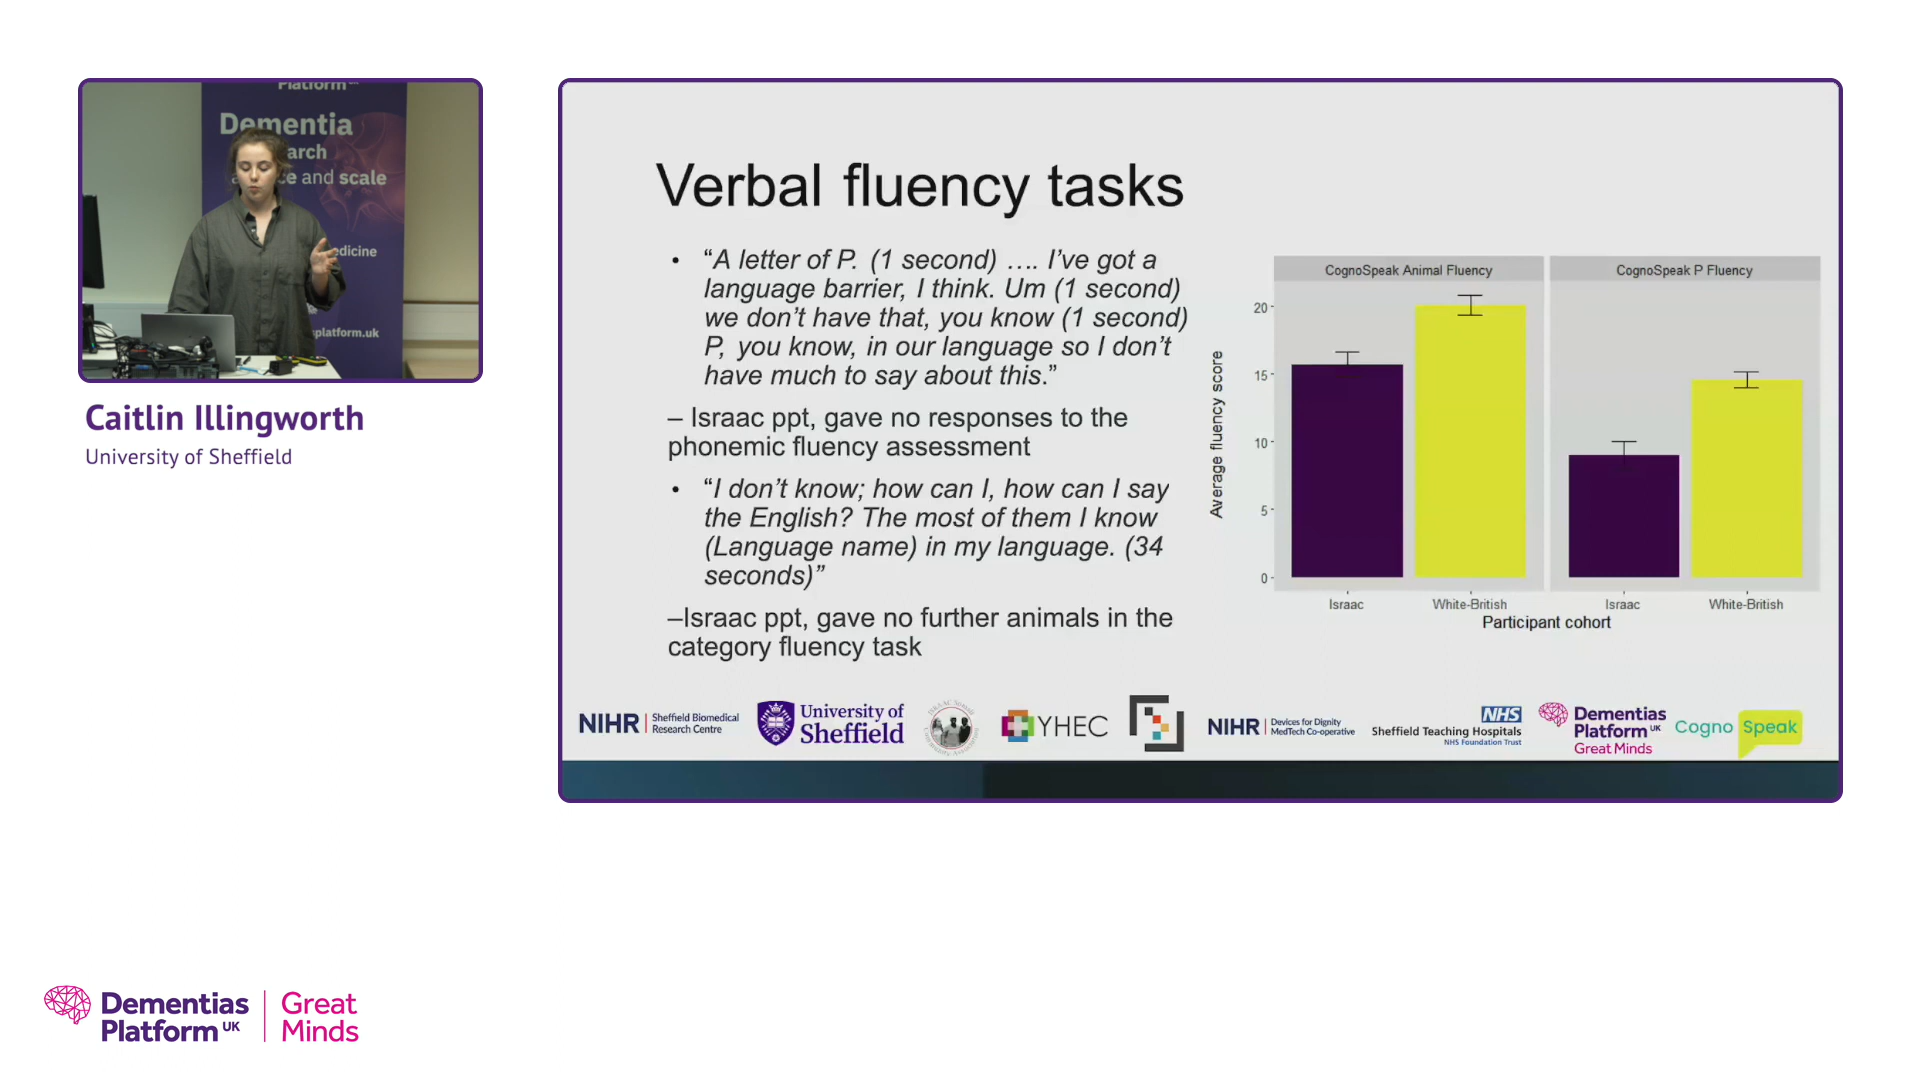 Platform
Dementia
arch
e and scale
edicine
splatform.uk
Caitlin Illingworth
University of Sheffield
Verbal fluency tasks
• “A letter of P. (1 second) …. I’ve got a
language barrier, I think. Um (1 second)
we don’t have that, you know (1 second)
P, you know, in our language so I don’t
have much to say about this.”
– Israac ppt, gave no responses to the
phonemic fluency assessment
• “I don’t know; how can I, how can I say
the English? The most of them I know
(Language name) in my language. (34
seconds)”
–Israac ppt, gave no further animals in the
category fluency task
CognoSpeak Animal Fluency
CognoSpeak P Fluency
Average fluency score
20
15
10
5
0
Israac
White-British
Israac
White-British
Participant cohort
NIHR | Sheffield Biomedical
Research Centre
University of
Sheffield
YHEC
NIHR | Devices for Dignity
MedTech Co-operative
NHS
Sheffield Teaching Hospitals
NHS Foundation Trust
Dementias
Platform UK
Great Minds
Cogno Speak
Dementias
Platform UK
Great
Minds